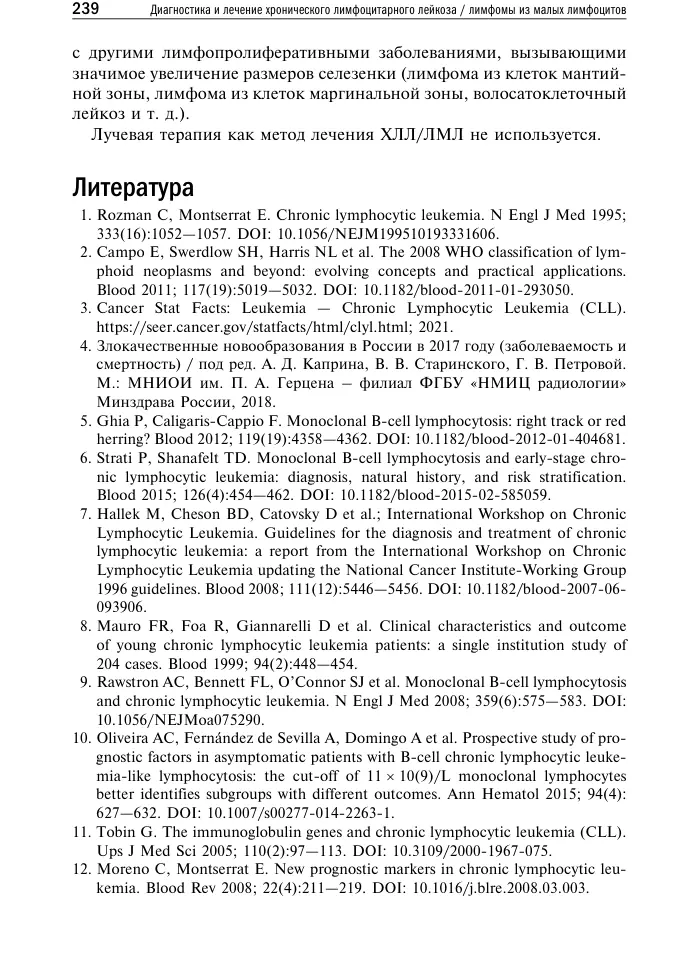 239 Диагностика и лечение хронического лимфоцитарного лейкоза / лимфомы из малых лимфоцитов
с другими лимфопролиферативными заболеваниями, вызывающими
значимое увеличение размеров селезенки (лимфома из клеток мантий-
ной зоны, лимфома из клеток маргинальной зоны, волосатоклеточный
лейкоз и т. д.).
Лучевая терапия как метод лечения ХЛЛ/ЛМЛ не используется.
Литература
1. Rozman C, Montserrat E. Chronic lymphocytic leukemia. N Engl J Med 1995;
333(16):1052—1057. DOI: 10.1056/NEJM199510193331606.
2. Campo E, Swerdlow SH, Harris NL et al. The 2008 WHO classification of lym-
phoid neoplasms and beyond: evolving concepts and practical applications.
Blood 2011; 117(19):5019—5032. DOI: 10.1182/blood-2011-01-293050.
3. Cancer Stat Facts: Leukemia — Chronic Lymphocytic Leukemia (CLL).
https://seer.cancer.gov/statfacts/html/clyl.html; 2021.
4. Злокачественные новообразования в России в 2017 году (заболеваемость и
смертность) / под ред. А. Д. Каприна, В. В. Старинского, Г. В. Петровой.
М.: МНИОИ им. П. А. Герцена – филиал ФГБУ «НМИЦ радиологии»
Минздрава России, 2018.
5. Ghia P, Caligaris-Cappio F. Monoclonal B-cell lymphocytosis: right track or red
herring? Blood 2012; 119(19):4358—4362. DOI: 10.1182/blood-2012-01-404681.
6. Strati P, Shanafelt TD. Monoclonal B-cell lymphocytosis and early-stage chro-
nic lymphocytic leukemia: diagnosis, natural history, and risk stratification.
Blood 2015; 126(4):454—462. DOI: 10.1182/blood-2015-02-585059.
7. Hallek M, Cheson BD, Catovsky D et al.; International Workshop on Chronic
Lymphocytic Leukemia. Guidelines for the diagnosis and treatment of chronic
lymphocytic leukemia: a report from the International Workshop on Chronic
Lymphocytic Leukemia updating the National Cancer Institute-Working Group
1996 guidelines. Blood 2008; 111(12):5446—5456. DOI: 10.1182/blood-2007-06-
093906.
8. Mauro FR, Foa R, Giannarelli D et al. Clinical characteristics and outcome
of young chronic lymphocytic leukemia patients: a single institution study of
204 cases. Blood 1999; 94(2):448—454.
9. Rawstron AC, Bennett FL, O’Connor SJ et al. Monoclonal B-cell lymphocytosis
and chronic lymphocytic leukemia. N Engl J Med 2008; 359(6):575—583. DOI:
10.1056/NEJMoa075290.
10. Oliveira AC, Fernández de Sevilla A, Domingo A et al. Prospective study of pro-
gnostic factors in asymptomatic patients with B-cell chronic lymphocytic leuke-
mia-like lymphocytosis: the cut-off of 11 × 10(9)/L monoclonal lymphocytes
better identifies subgroups with different outcomes. Ann Hematol 2015; 94(4):
627—632. DOI: 10.1007/s00277-014-2263-1.
11. Tobin G. The immunoglobulin genes and chronic lymphocytic leukemia (CLL).
Ups J Med Sci 2005; 110(2):97—113. DOI: 10.3109/2000-1967-075.
12. Moreno C, Montserrat E. New prognostic markers in chronic lymphocytic leu-
kemia. Blood Rev 2008; 22(4):211—219. DOI: 10.1016/j.blre.2008.03.003.